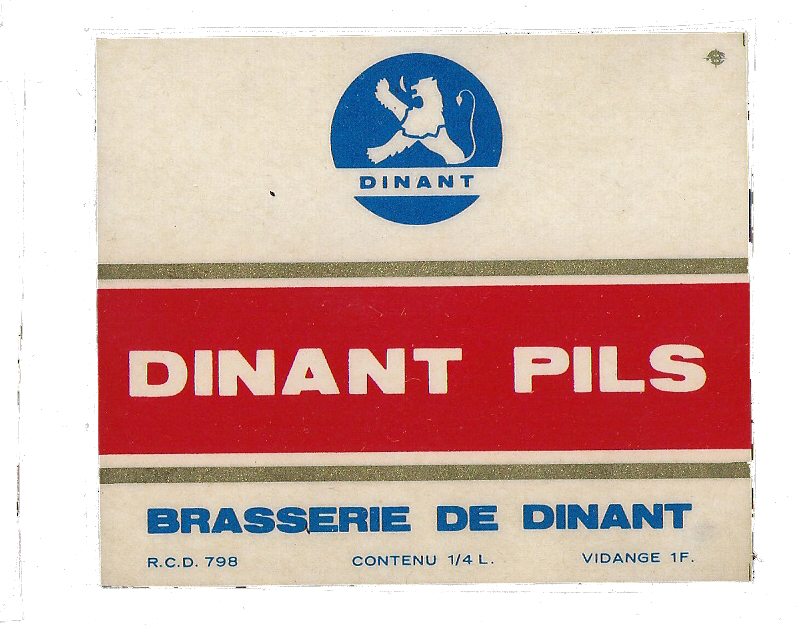 DINANT
DINANT PILS
BRASSERIE DE DINANT
R.C.D. 798 CONTENU 1/4 L. VIDANGE 1F.